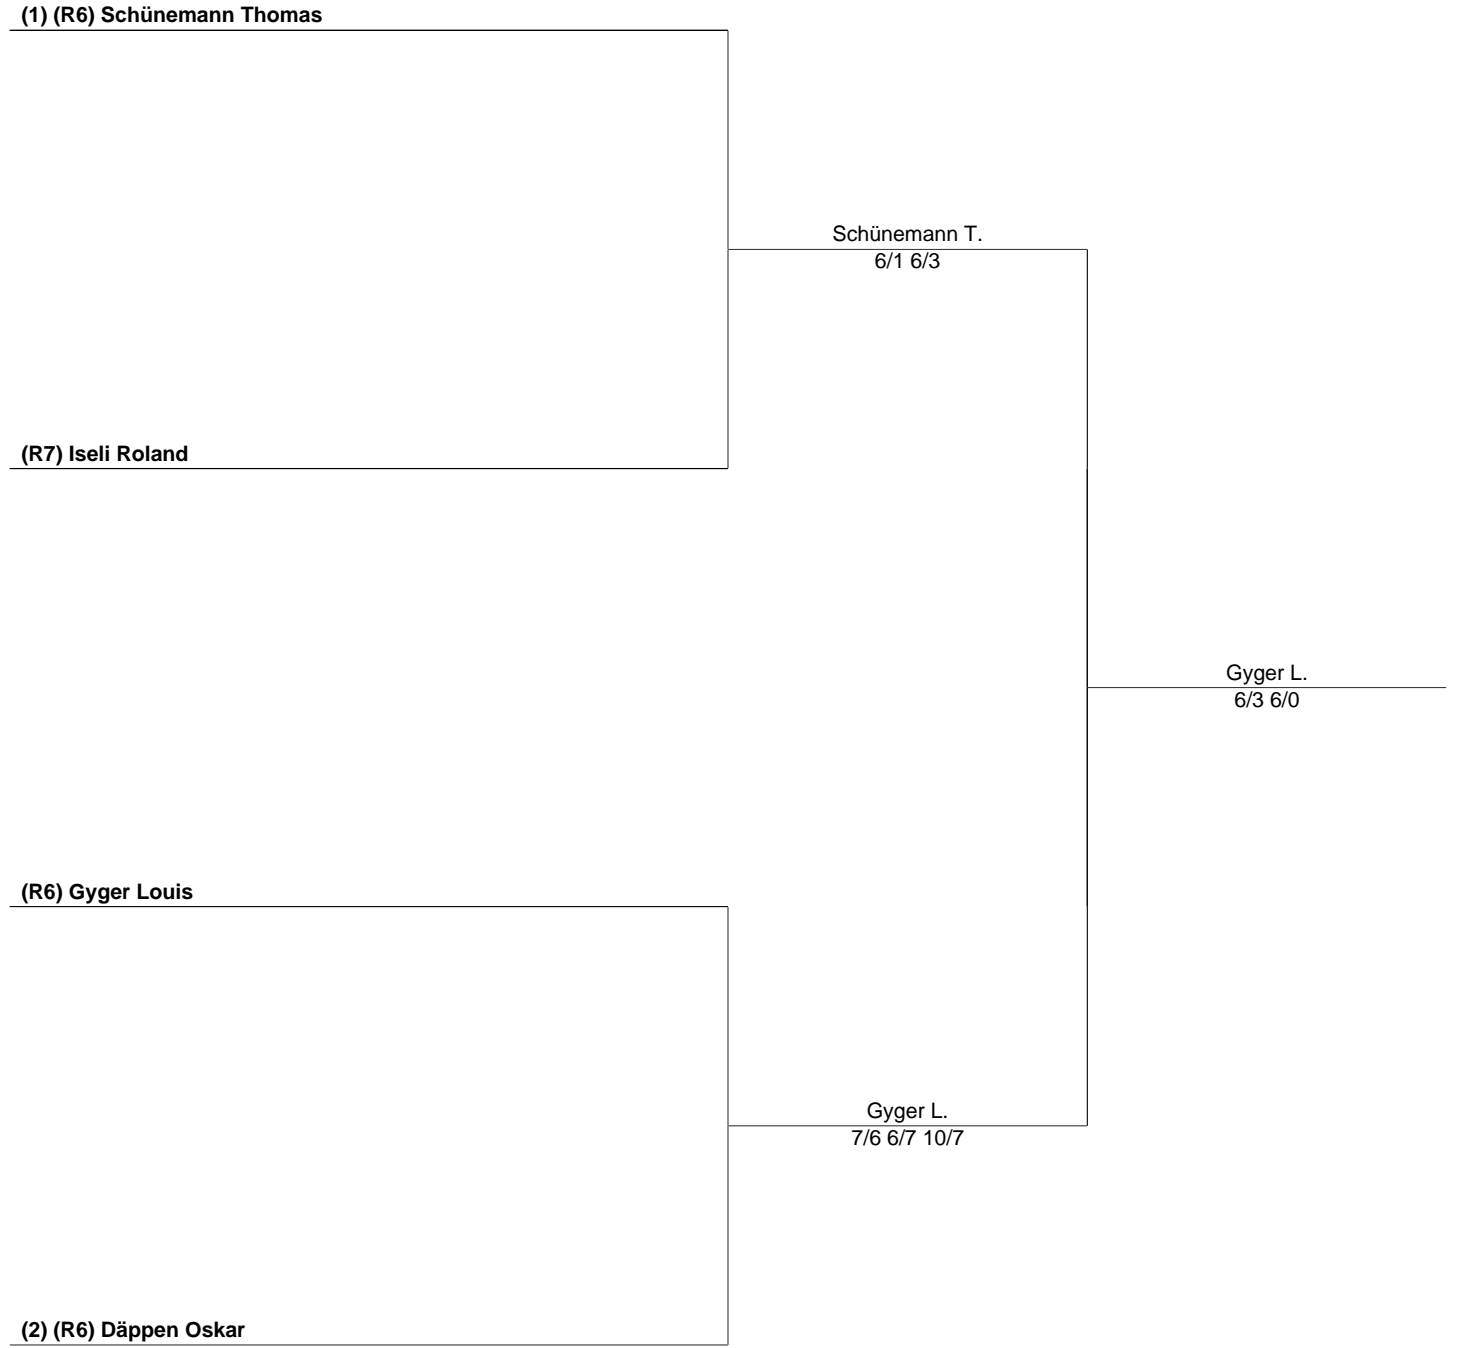 (1) (R6) Schünemann Thomas
Schünemann T.
6/1 6/3
(R7) Iseli Roland
Gyger L.
6/3 6/0
(R6) Gyger Louis
Gyger L.
7/6 6/7 10/7
(2) (R6) Däppen Oskar